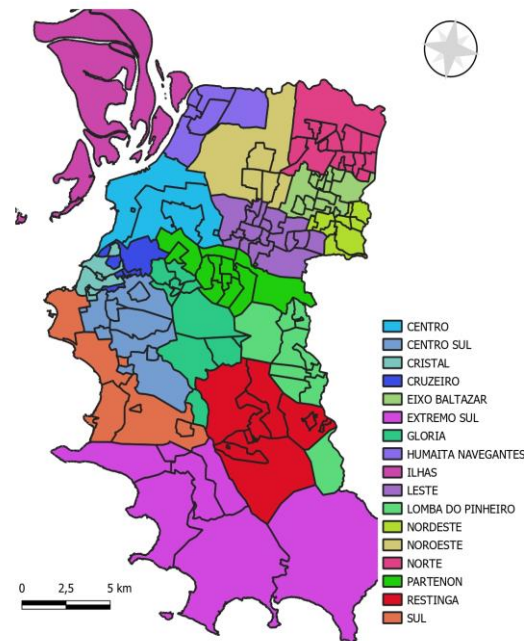 CENTRO
CENTRO SUL
CRISTAL
CRUZEIRO
EIXO BALTAZAR
EXTREMO SUL
GLORIA
HUMAITA NAVEGANTES
ILHAS
LESTE
LOMBA DO PINHEIRO
NORDESTE
NOROESTE
NORTE
PARTENON
RESTINGA
SUL
0 2,5 5 km